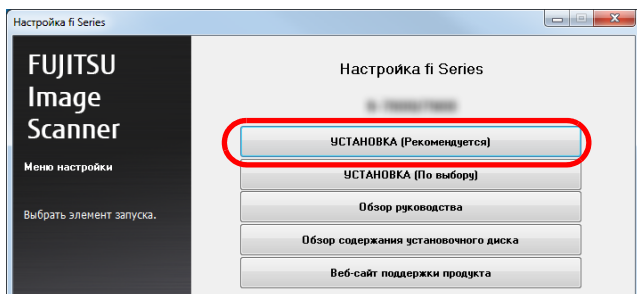 Настройка fi Series
FUJITSU
Image
Scanner
Меню настройки
Выбрать элемент запуска.
Настройка fi Series
УСТАНОВКА (Рекомендуется)
УСТАНОВКА (По выбору)
Обзор руководства
Обзор содержания установочного диска
Веб-сайт поддержки продукта